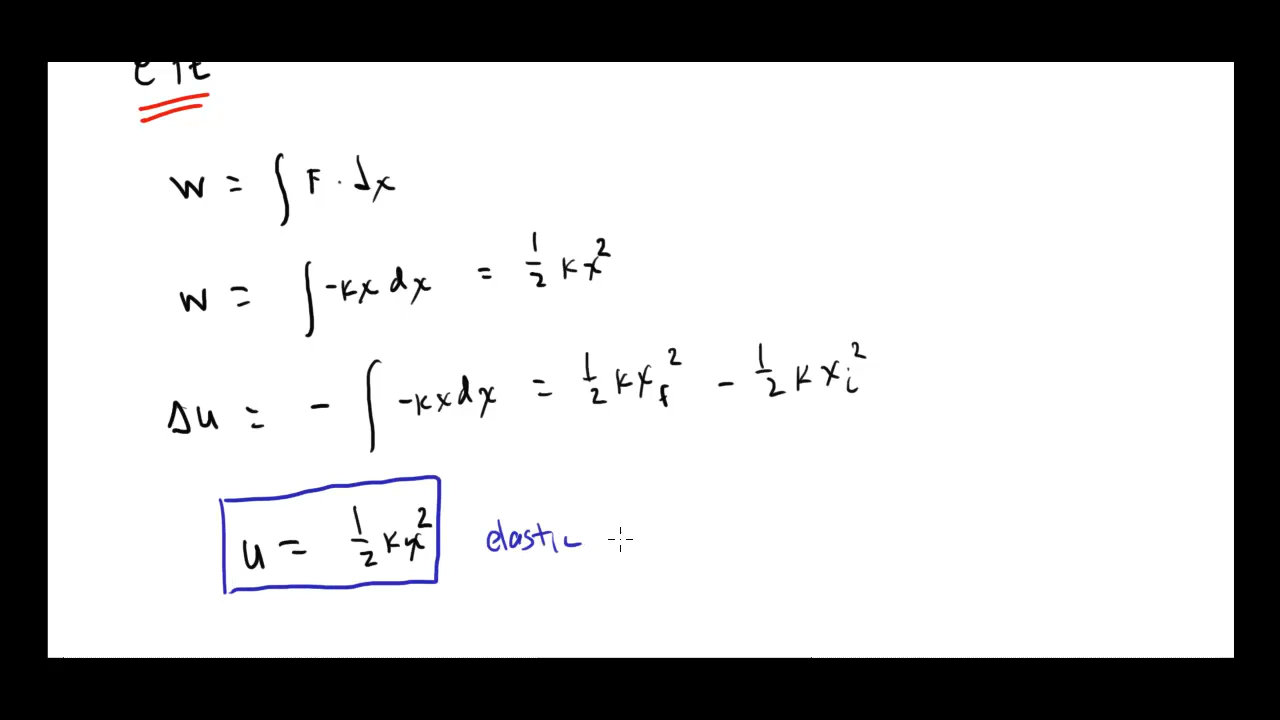 EPE
W = ∫ F · dx
W = ∫ -kx dx = 1/2 kx²
ΔU = - ∫ -kx dx = 1/2 kx_f² - 1/2 kx_i²
U = 1/2 kx² elastic